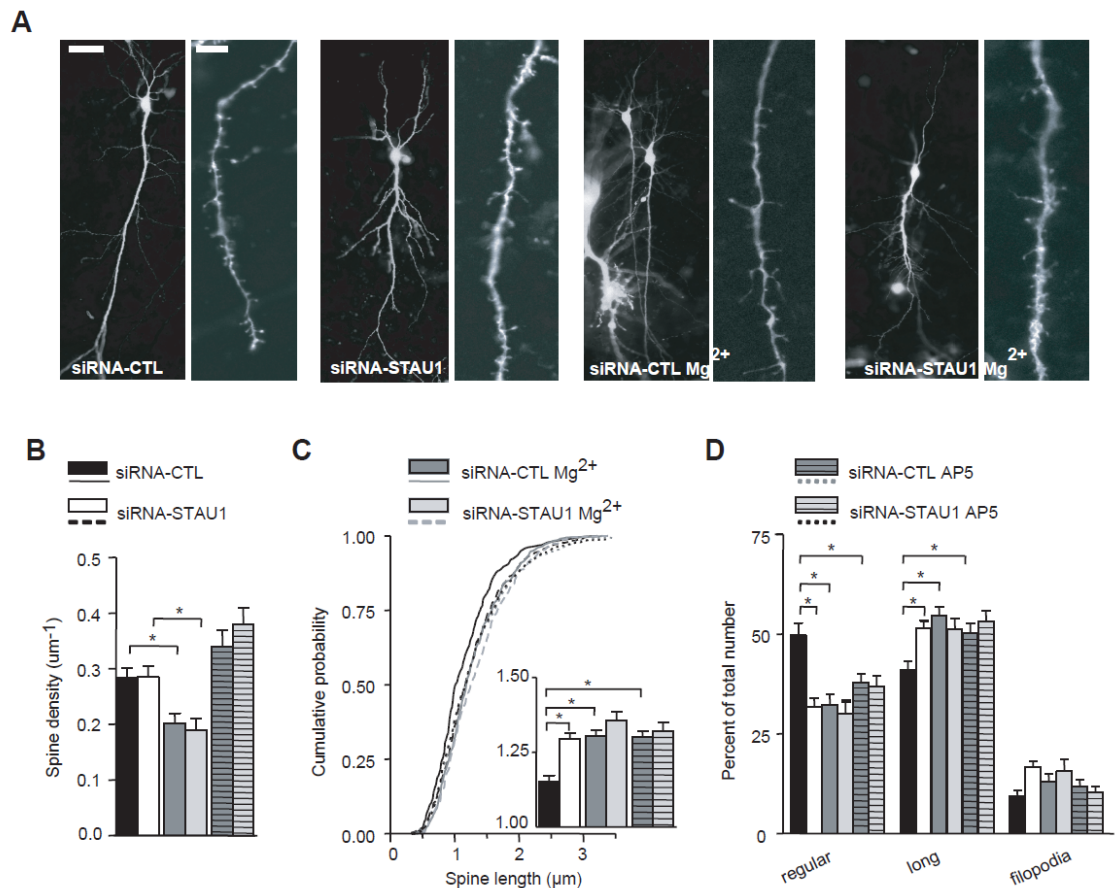 A
siRNA-CTL
siRNA-STAU1
siRNA-CTL Mg2+
siRNA-STAU1 Mg2+
B
siRNA-CTL
siRNA-STAU1
Spine density (um-1)
0.5
0.4
0.3
0.2
0.1
0.0
*
*
C
siRNA-CTL Mg2+
siRNA-STAU1 Mg2+
Cumulative probability
1.00
0.75
0.50
0.25
0.00
0
1
2
3
Spine length (µm)
1.50
1.25
1.00
*
*
*
D
siRNA-CTL AP5
siRNA-STAU1 AP5
Percent of total number
75
50
25
0
*
*
*
*
*
*
regular
long
filopodia